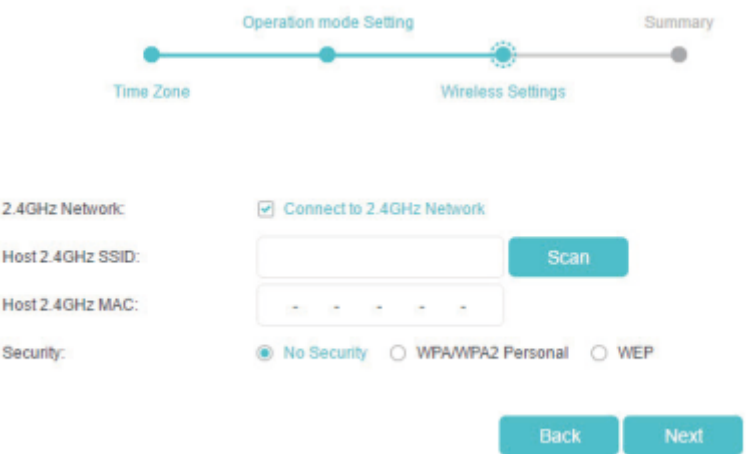 Operation mode Setting Summary
Time Zone Wireless Settings
2.4GHz Network: Connect to 2.4GHz Network
Host 2.4GHz SSID: Scan
Host 2.4GHz MAC: - - - - -
Security: No Security WPA/WPA2 Personal WEP
Back Next